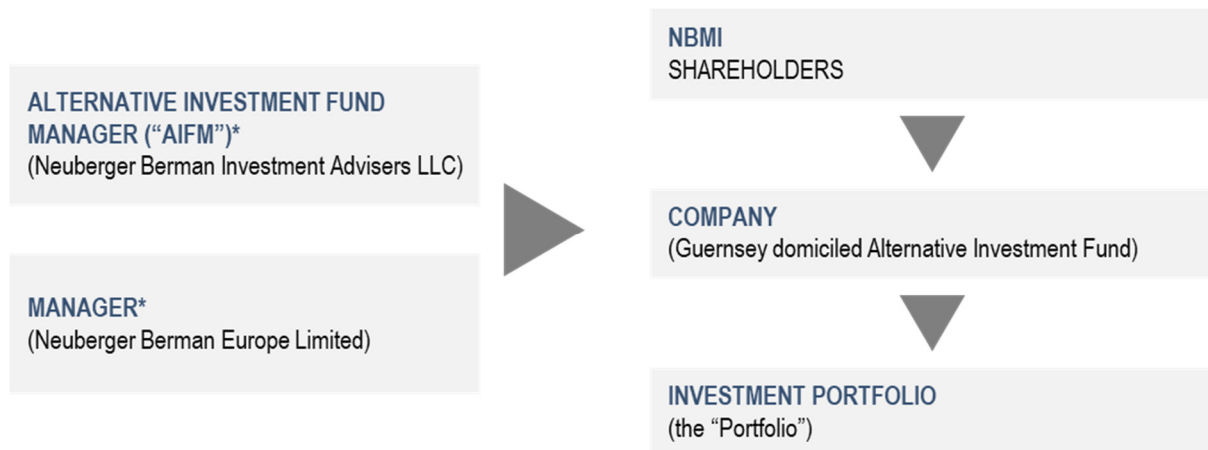 ALTERNATIVE INVESTMENT FUND
MANAGER (“AIFM”)*
(Neuberger Berman Investment Advisers LLC)
MANAGER*
(Neuberger Berman Europe Limited)
NBMI
SHAREHOLDERS
COMPANY
(Guernsey domiciled Alternative Investment Fund)
INVESTMENT PORTFOLIO
(the “Portfolio”)